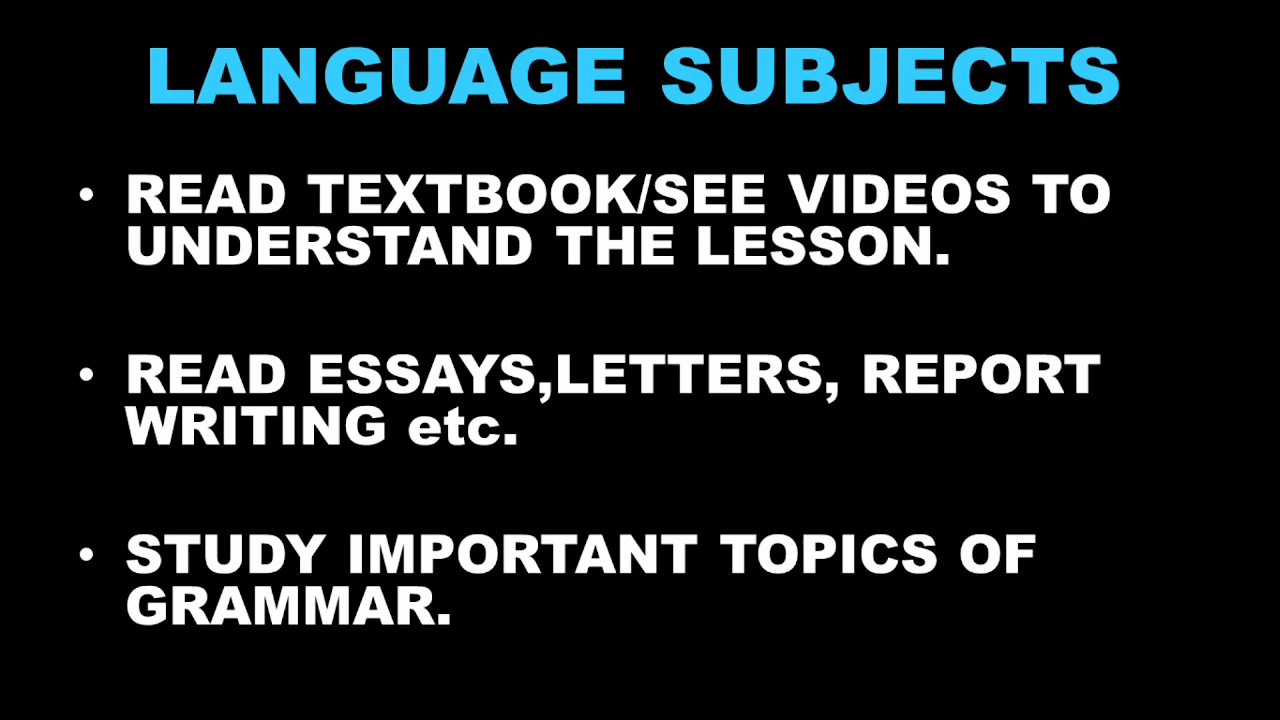 LANGUAGE SUBJECTS
• READ TEXTBOOK/SEE VIDEOS TO
UNDERSTAND THE LESSON.
• READ ESSAYS,LETTERS, REPORT
WRITING etc.
• STUDY IMPORTANT TOPICS OF
GRAMMAR.